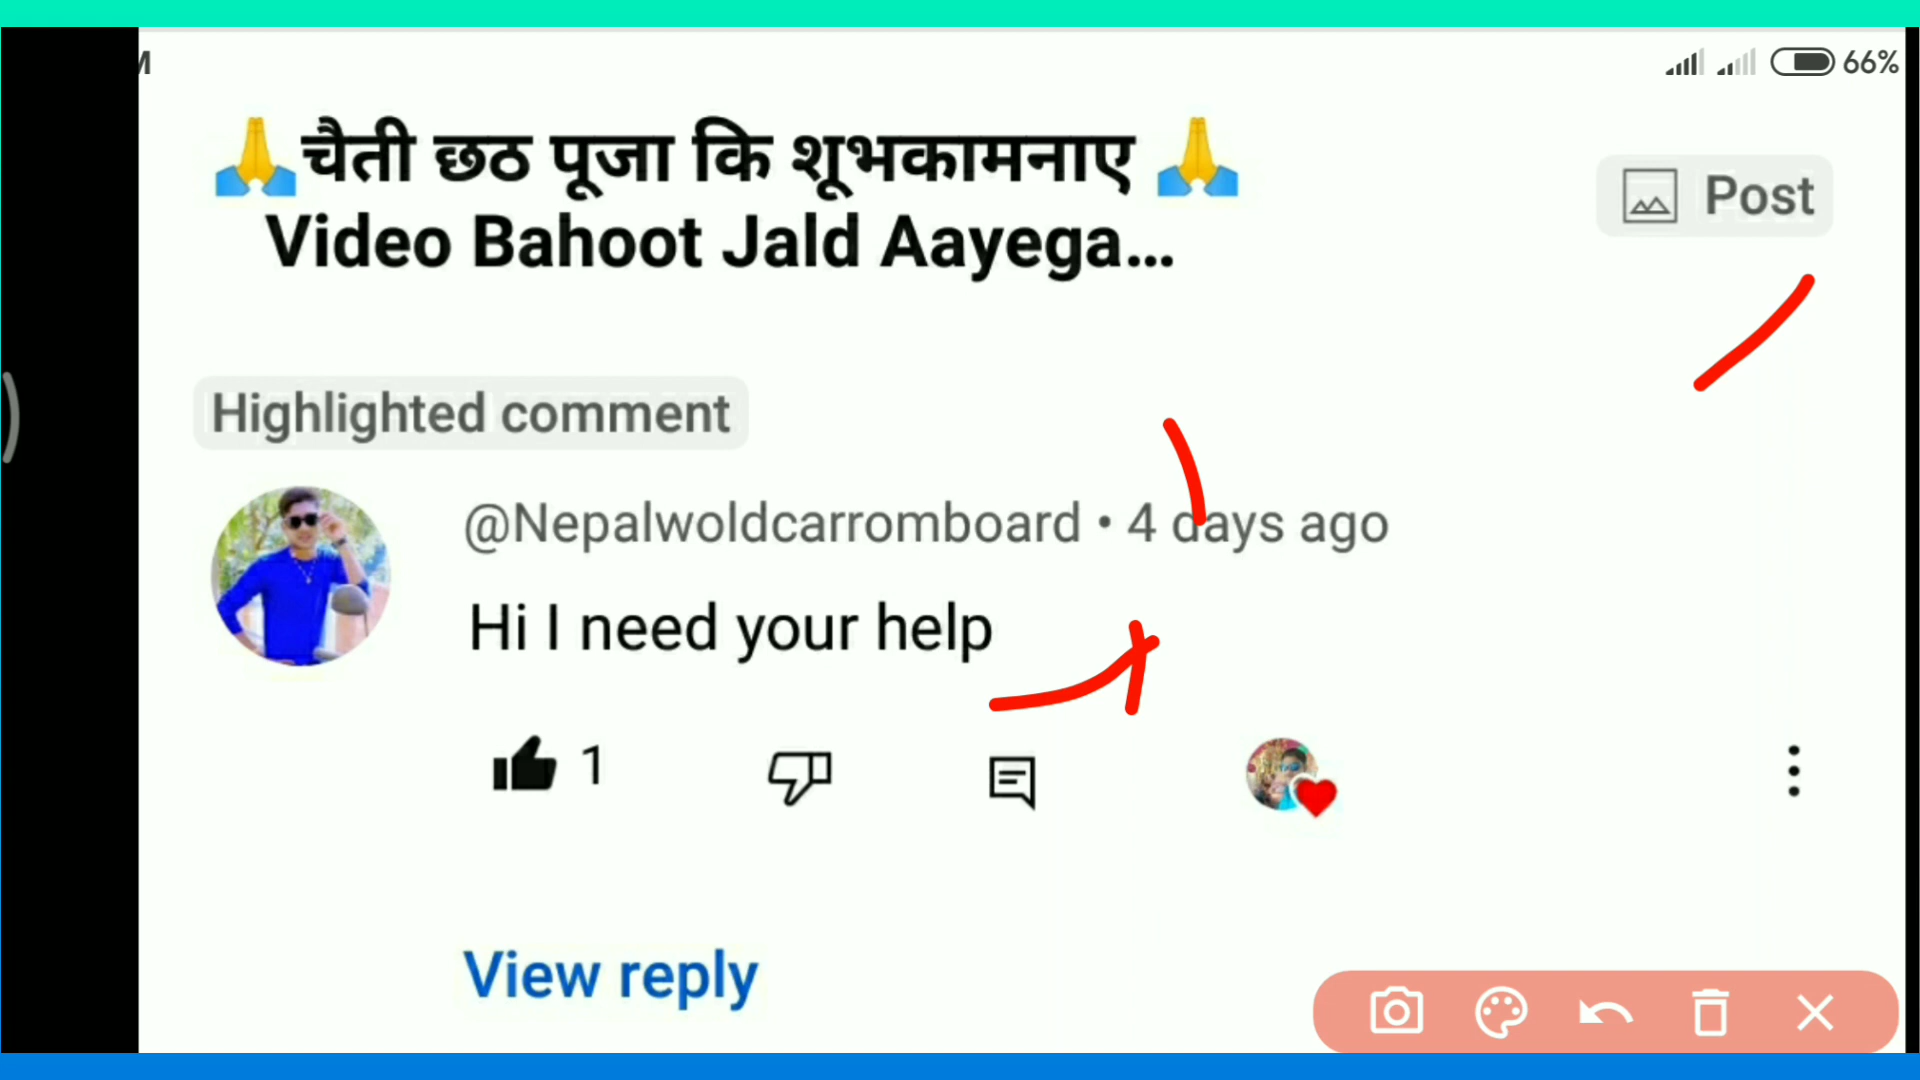 66%
🙏चैती छठ पूजा कि शूभकामनाए 🙏
Video Bahoot Jald Aayega...
Post
Highlighted comment
@Nepalwoldcarromboard • 4 days ago
Hi I need your help
1
View reply